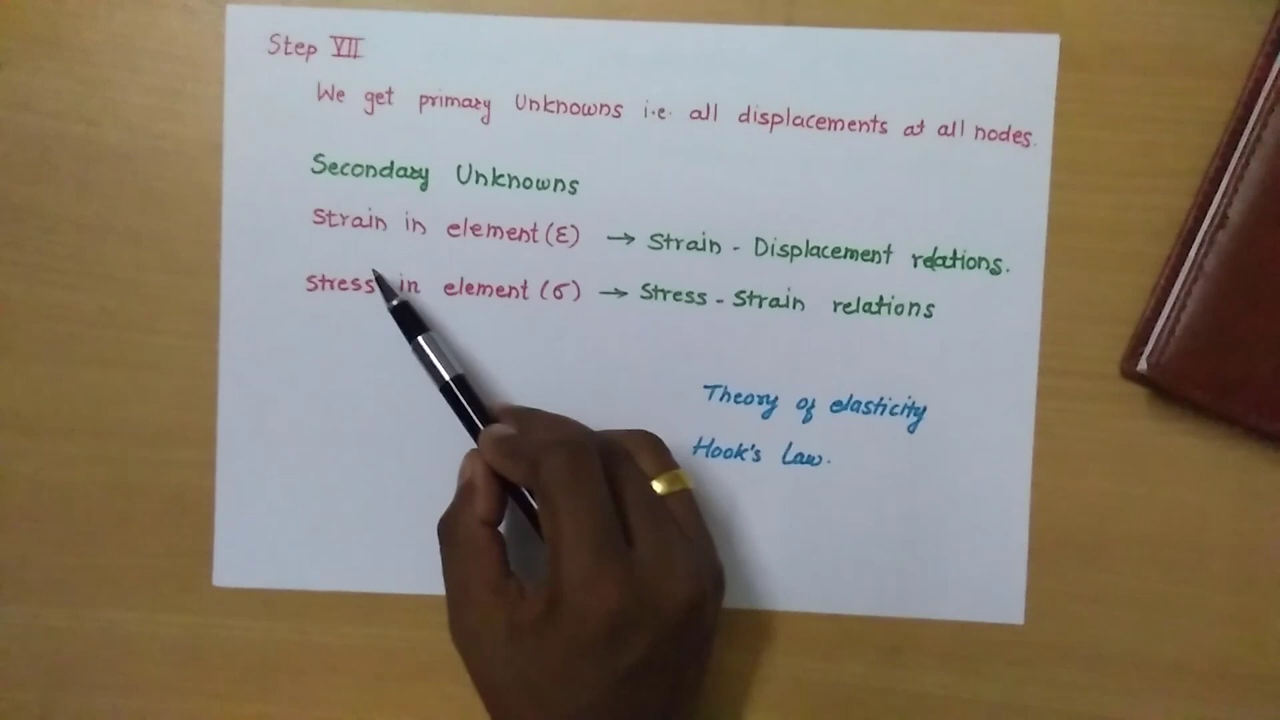 Step VII
We get primary Unknowns i.e. all displacements at all nodes.
Secondary Unknowns
Strain in element (ε) → Strain - Displacement relations.
Stress in element (σ) → Stress - Strain relations
Theory of elasticity
Hook's Law.